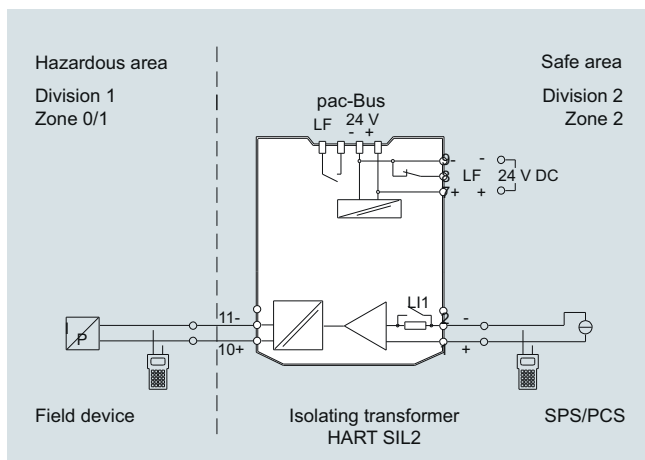 Hazardous area
Safe area
Division 1
Zone 0/1
Division 2
Zone 2
pac-Bus
LF 24 V
- +
9- -
8 LF 24 V DC
7+ + 
LI1
11-
2 -
P
10+
+
Field device
Isolating transformer
HART SIL2
SPS/PCS